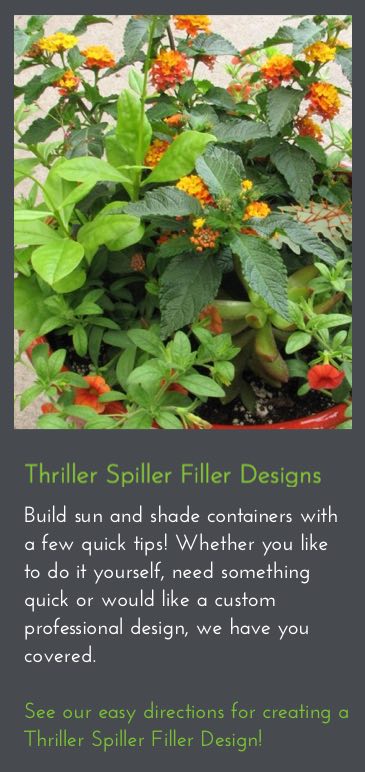 Thriller Spiller Filler Designs
Build sun and shade containers with
a few quick tips! Whether you like
to do it yourself, need something
quick or would like a custom
professional design, we have you
covered.
See our easy directions for creating a
Thriller Spiller Filler Design!